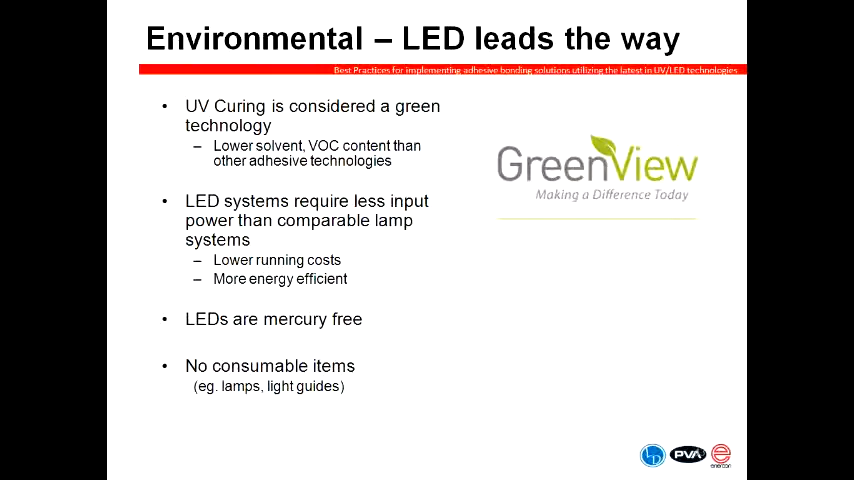 Environmental – LED leads the way
Best Practices for implementing adhesive bonding solutions utilizing the latest in UV/LED technologies
• UV Curing is considered a green
technology
– Lower solvent, VOC content than
other adhesive technologies
• LED systems require less input
power than comparable lamp
systems
– Lower running costs
– More energy efficient
• LEDs are mercury free
• No consumable items
(eg. lamps, light guides)
GreenView
Making a Difference Today
PVA
enercon